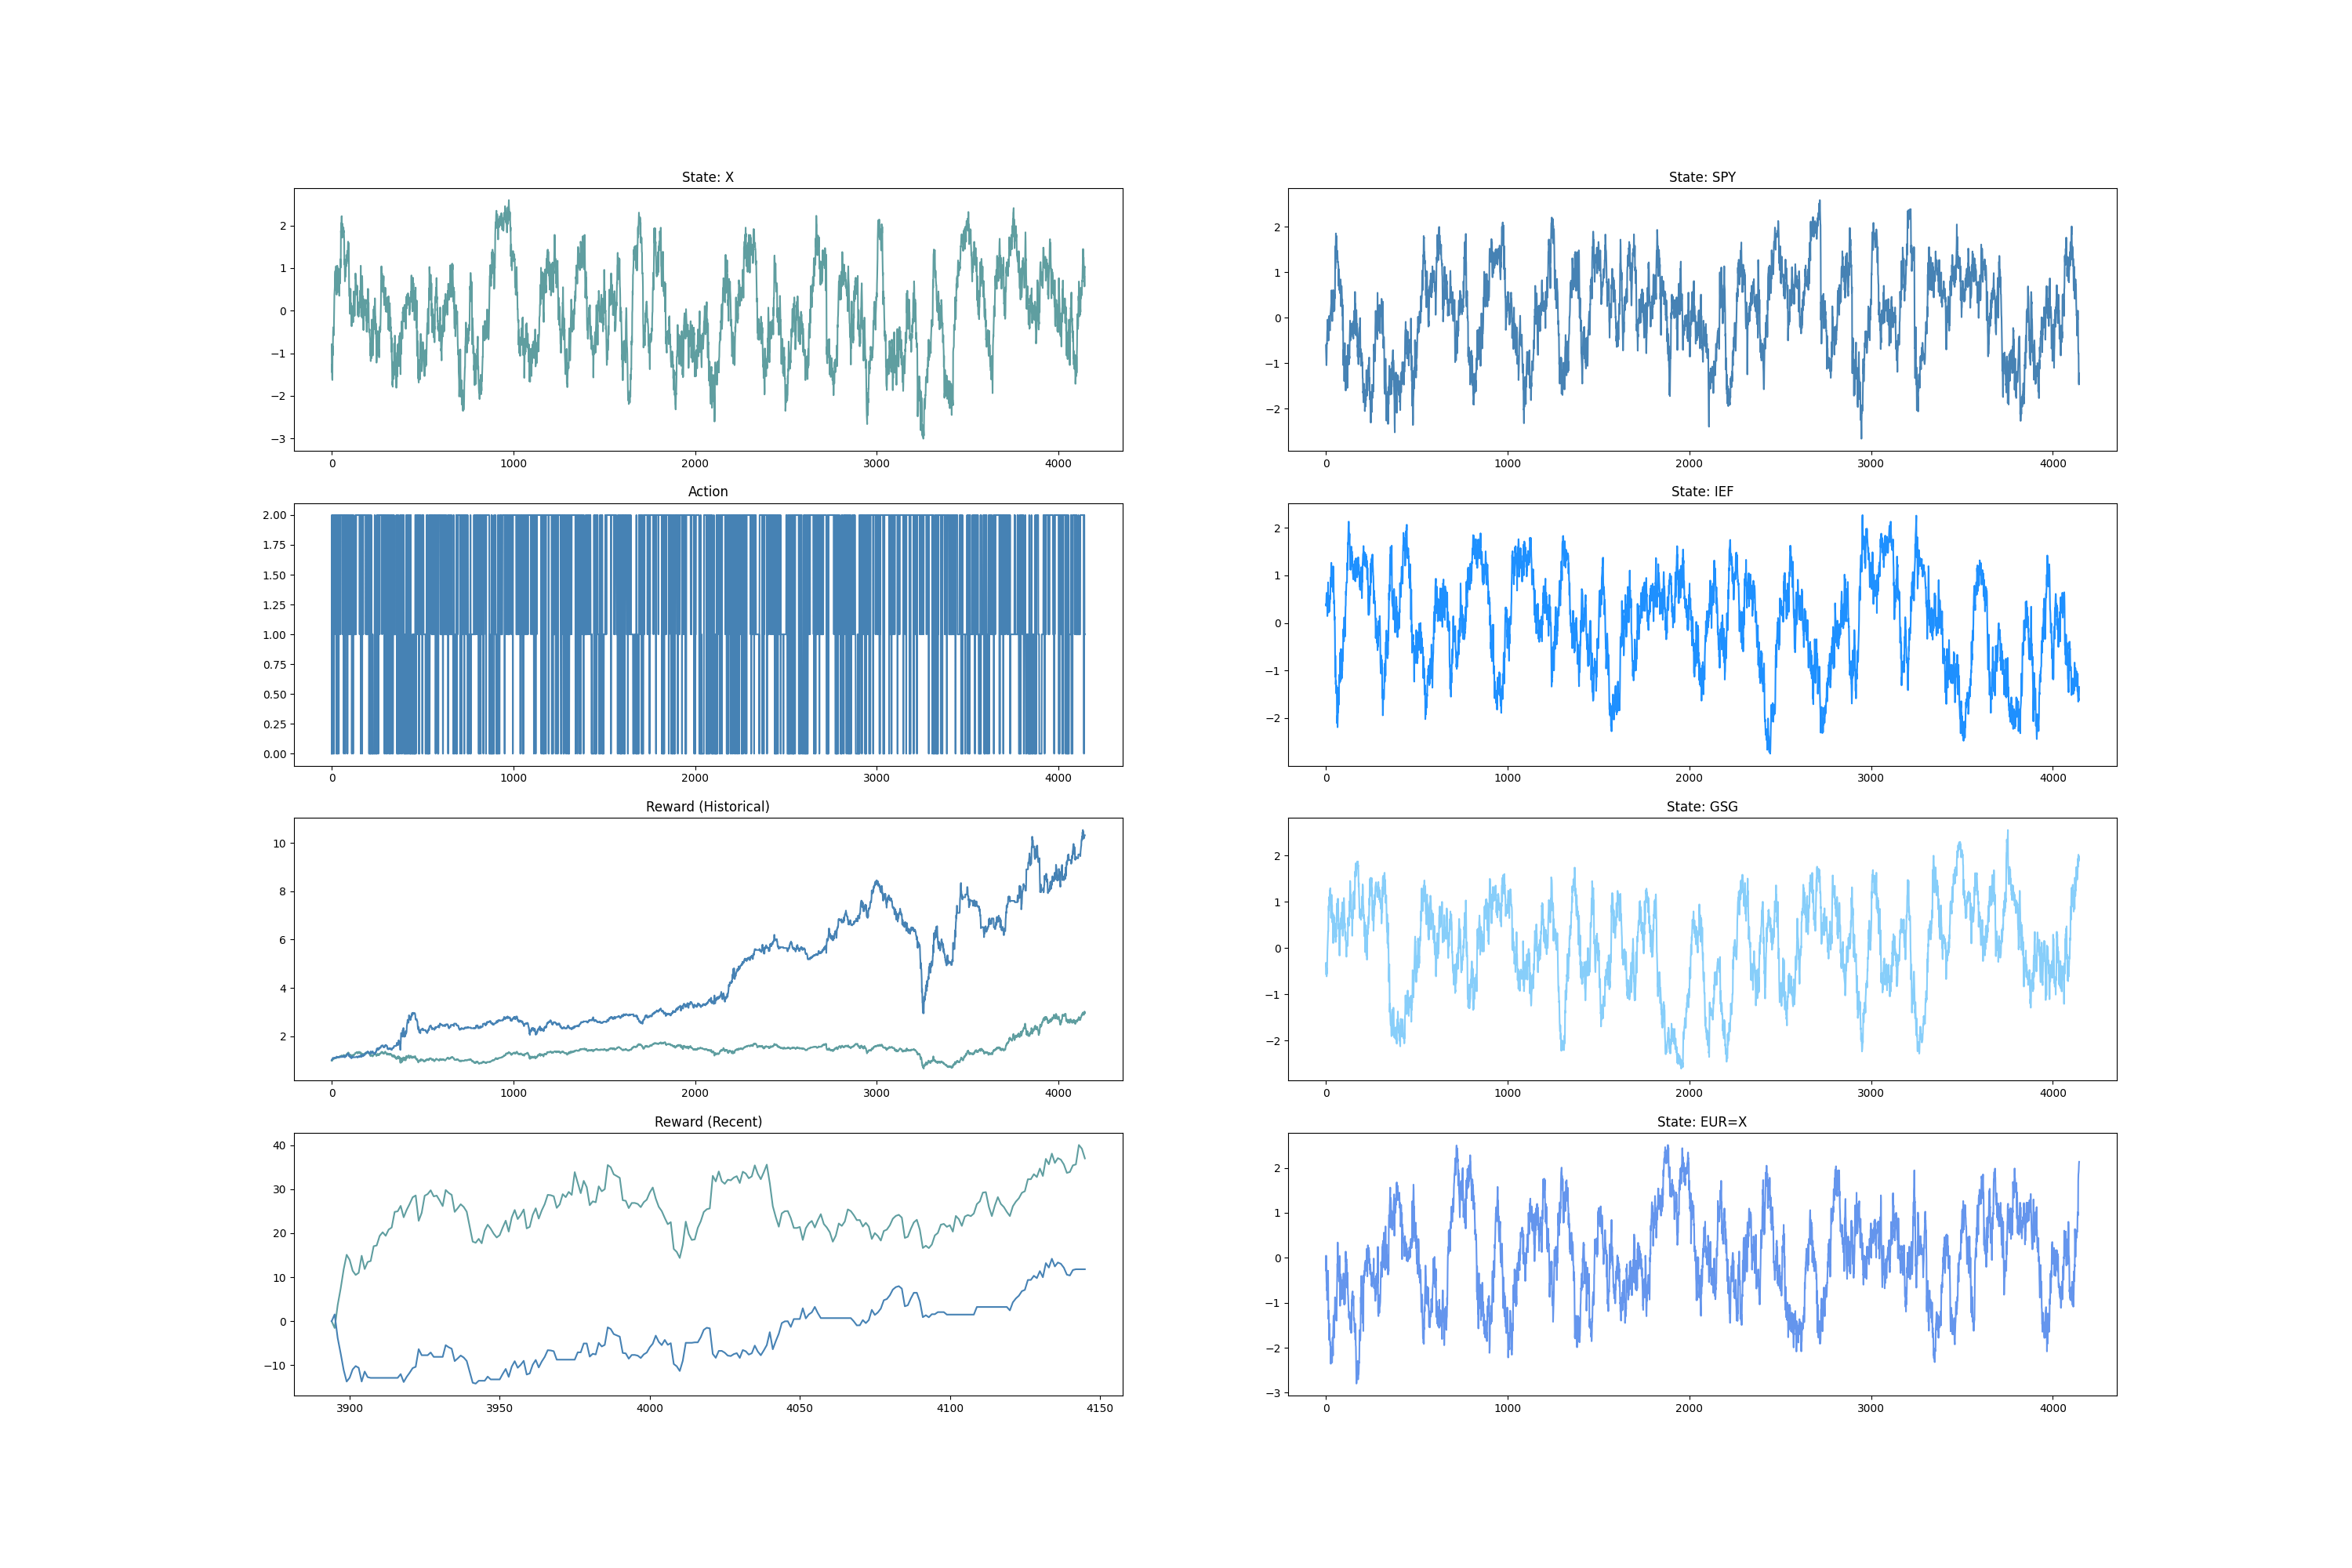 State: X
2
1
0
−1
−2
−3
0 1000 2000 3000 4000
Action
2.00
1.75
1.50
1.25
1.00
0.75
0.50
0.25
0.00
0 1000 2000 3000 4000
Reward (Historical)
10
8
6
4
2
0 1000 2000 3000 4000
Reward (Recent)
40
30
20
10
0
−10
3900 3950 4000 4050 4100 4150
State: SPY
2
1
0
−1
−2
0 1000 2000 3000 4000
State: IEF
2
1
0
−1
−2
0 1000 2000 3000 4000
State: GSG
2
1
0
−1
−2
0 1000 2000 3000 4000
State: EUR=X
2
1
0
−1
−2
−3
0 1000 2000 3000 4000